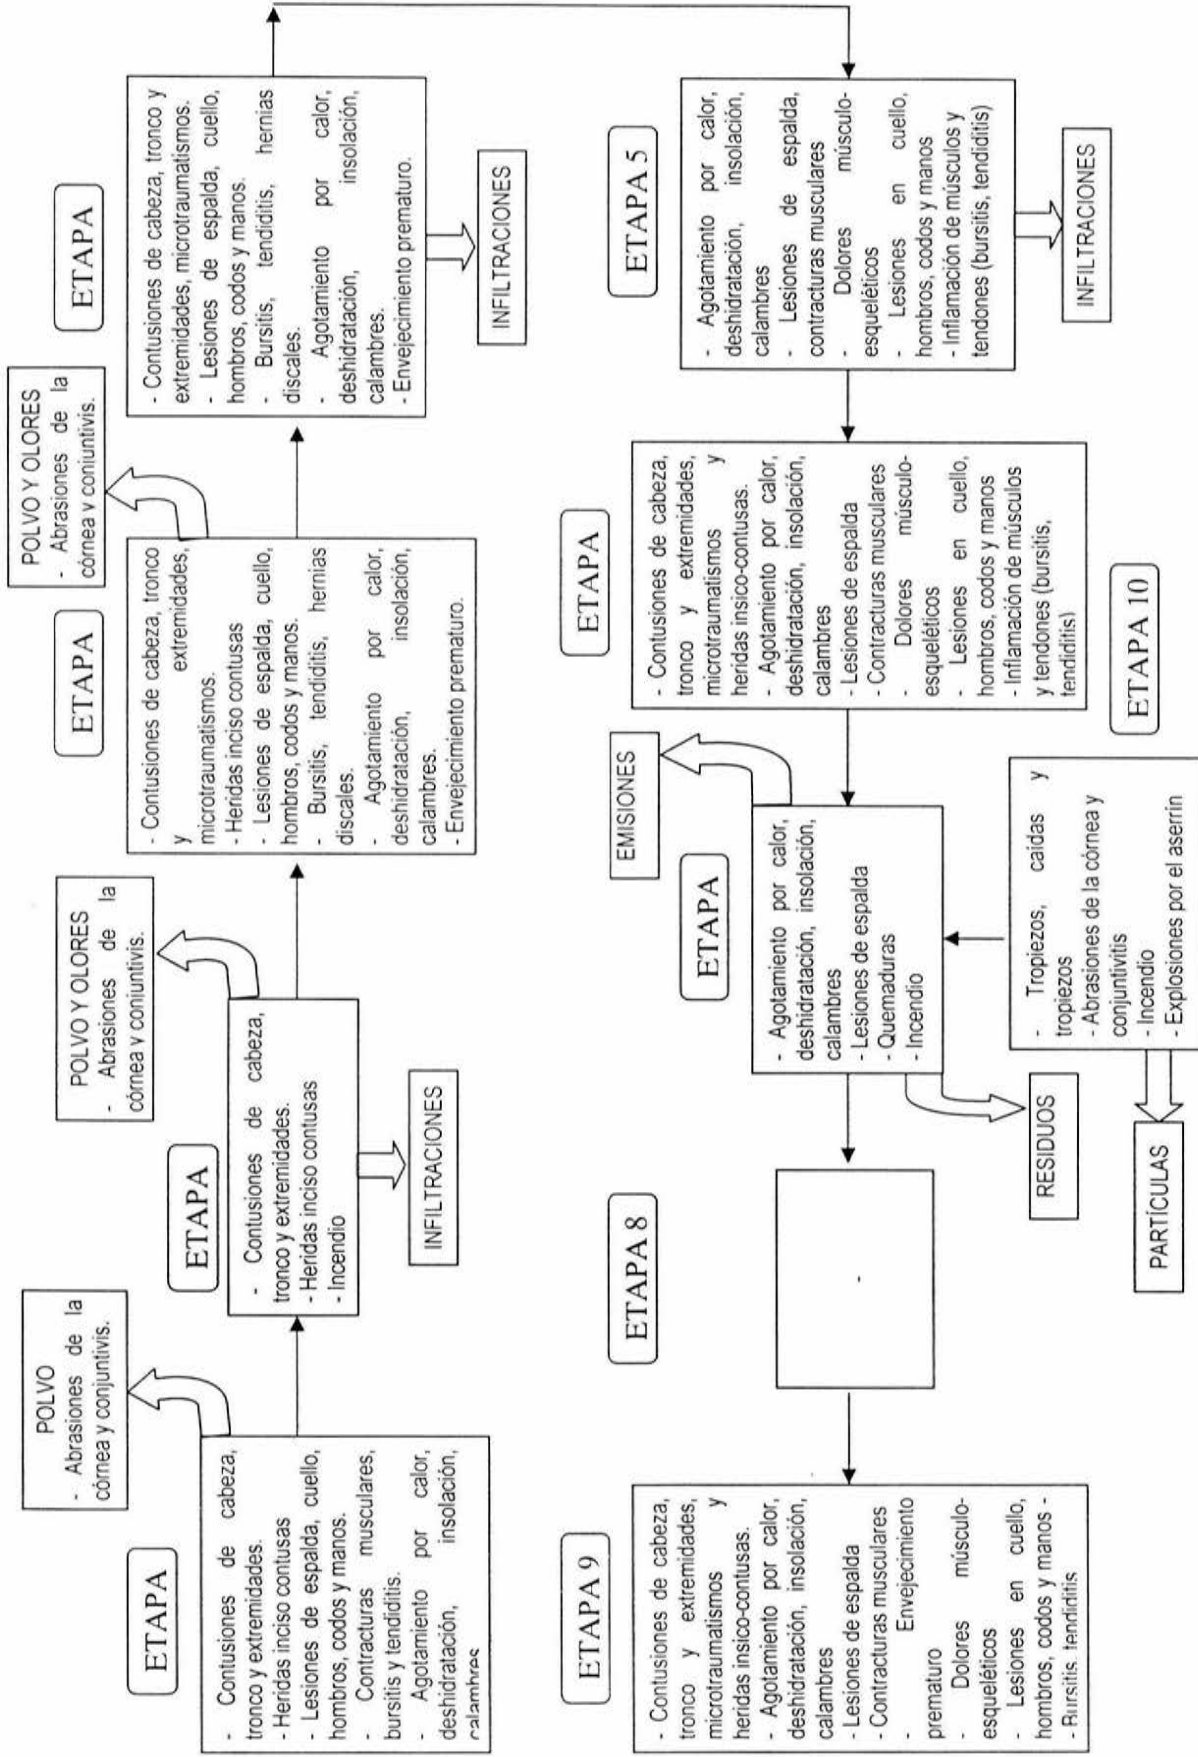 ETAPA
- Contusiones de cabeza,
tronco y extremidades.
- Heridas inciso contusas
- Lesiones de espalda, cuello,
hombros, codos y manos.
- Contracturas musculares,
bursitis y tendiditis.
- Agotamiento por calor,
deshidratación, insolación,
calambres
POLVO
- Abrasiones de la
córnea y conjuntivis.
ETAPA
- Contusiones de cabeza,
tronco y extremidades.
- Heridas inciso contusas
- Incendio
POLVO Y OLORES
- Abrasiones de la
córnea y conjuntivis.
INFILTRACIONES
ETAPA
- Contusiones de cabeza, tronco
y extremidades,
microtraumatismos.
- Heridas inciso contusas
- Lesiones de espalda, cuello,
hombros, codos y manos.
- Bursitis, tendiditis, hernias
discales.
- Agotamiento por calor,
deshidratación, insolación,
calambres.
- Envejecimiento prematuro.
POLVO Y OLORES
- Abrasiones de la
córnea y conjuntivis.
ETAPA
- Contusiones de cabeza, tronco y
extremidades, microtraumatismos.
- Lesiones de espalda, cuello,
hombros, codos y manos.
- Bursitis, tendiditis, hernias
discales.
- Agotamiento por calor,
deshidratación, insolación,
calambres.
- Envejecimiento prematuro.
INFILTRACIONES
ETAPA 5
- Agotamiento por calor,
deshidratación, insolación,
calambres
- Lesiones de espalda,
contracturas musculares
- Dolores músculo-
esqueléticos
- Lesiones en cuello,
hombros, codos y manos
- Inflamación de músculos y
tendones (bursitis, tendiditis)
INFILTRACIONES
ETAPA
- Contusiones de cabeza,
tronco y extremidades,
microtraumatismos y
heridas insico-contusas.
- Agotamiento por calor,
deshidratación, insolación,
calambres
- Lesiones de espalda
- Contracturas musculares
- Dolores músculo-
esqueléticos
- Lesiones en cuello,
hombros, codos y manos
- Inflamación de músculos
y tendones (bursitis,
tendiditis)
EMISIONES
ETAPA
- Agotamiento por calor,
deshidratación, insolación,
calambres
- Lesiones de espalda
- Quemaduras
- Incendio
RESIDUOS
ETAPA 10
- Tropiezos, caidas y
tropiezos
- Abrasiones de la córnea y
conjuntivitis
- Incendio
- Explosiones por el aserrín
PARTÍCULAS
ETAPA 8
-
ETAPA 9
- Contusiones de cabeza,
tronco y extremidades,
microtraumatismos y
heridas insico-contusas.
- Agotamiento por calor,
deshidratación, insolación,
calambres
- Lesiones de espalda
- Contracturas musculares
- Envejecimiento
prematuro
- Dolores músculo-
esqueléticos
- Lesiones en cuello,
hombros, codos y manos -
- Bursitis, tendiditis